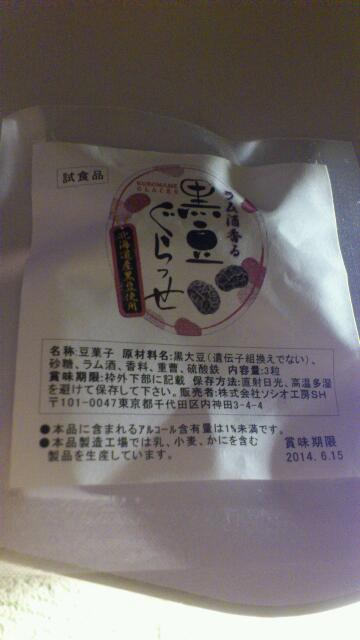 試食品
KUROMAME
GLACES
ラム酒香る
黒豆
ぐらっせ
北海道産黒豆使用
名称:豆菓子 原材料名:黒大豆(遺伝子組換えでない)、
砂糖、ラム酒、香料、重曹、硫酸鉄 内容量:3粒
賞味期限:枠外下部に記載 保存方法:直射日光、高温多湿
を避けて保存して下さい。販売者:株式会社ソシオ工房SH
〒101-0047東京都千代田区内神田3-4-4
●本品に含まれるアルコール含有量は1%未満です。
●本品製造工場では乳、小麦、かにを含む
製品を生産しています。
賞味期限
2014. 6.15